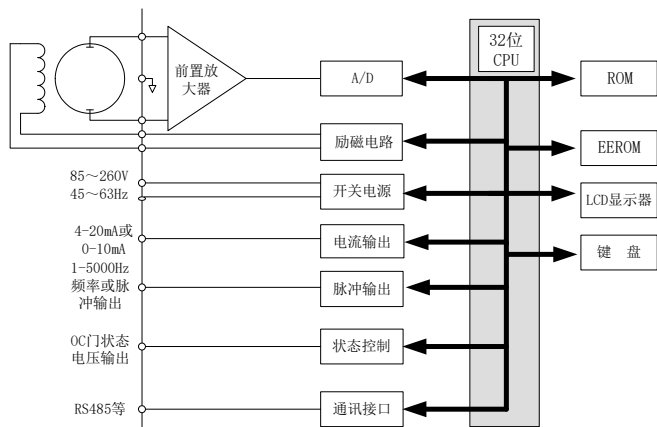 32位
CPU
前置放
大器
A/D
ROM
励磁电路
EEROM
85～260V
45～63Hz
开关电源
LCD显示器
4-20mA或
0-10mA
电流输出
键 盘
1-5000Hz
频率或脉
冲输出
脉冲输出
OC门状态
电压输出
状态控制
RS485等
通讯接口